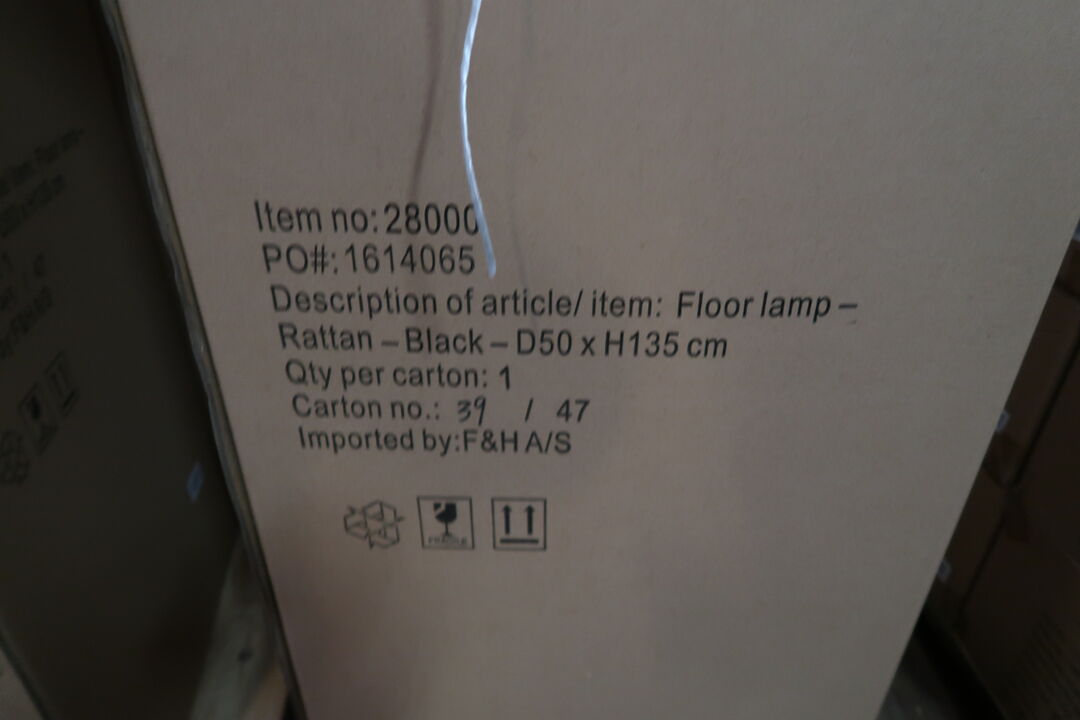 Item no: 28000
PO#: 1614065
Description of article/ item: Floor lamp –
Rattan – Black – D50 x H135 cm
Qty per carton: 1
Carton no.: 39 / 47
Imported by:F&H A/S
FRAGILE